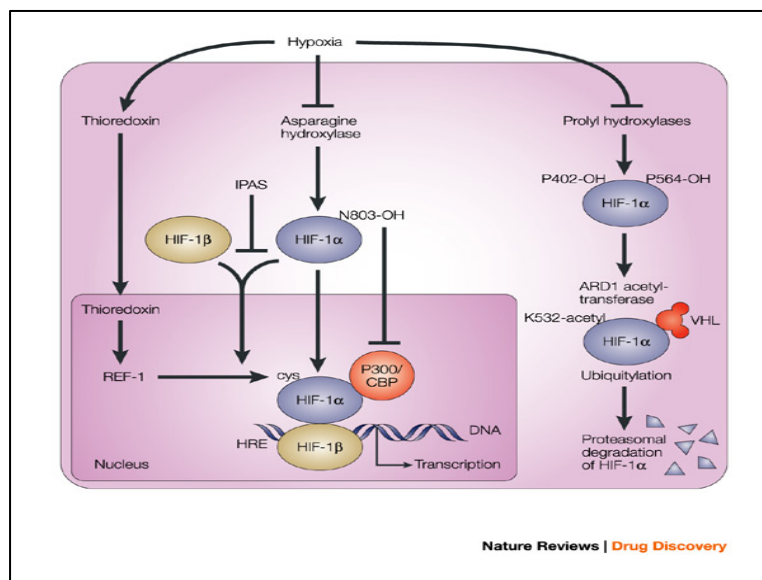 Hypoxia
Thioredoxin
Asparagine
hydroxylase
Prolyl hydroxylases
IPAS
N803-OH
P402-OH
P564-OH
HIF-1β
HIF-1α
HIF-1α
ARD1 acetyl-
transferase
Thioredoxin
K532-acetyl
VHL
HIF-1α
REF-1
cys
P300/
CBP
Ubiquitylation
HIF-1α
DNA
HRE
HIF-1β
Proteasomal
degradation
of HIF-1α
Nucleus
Transcription
Nature Reviews | Drug Discovery